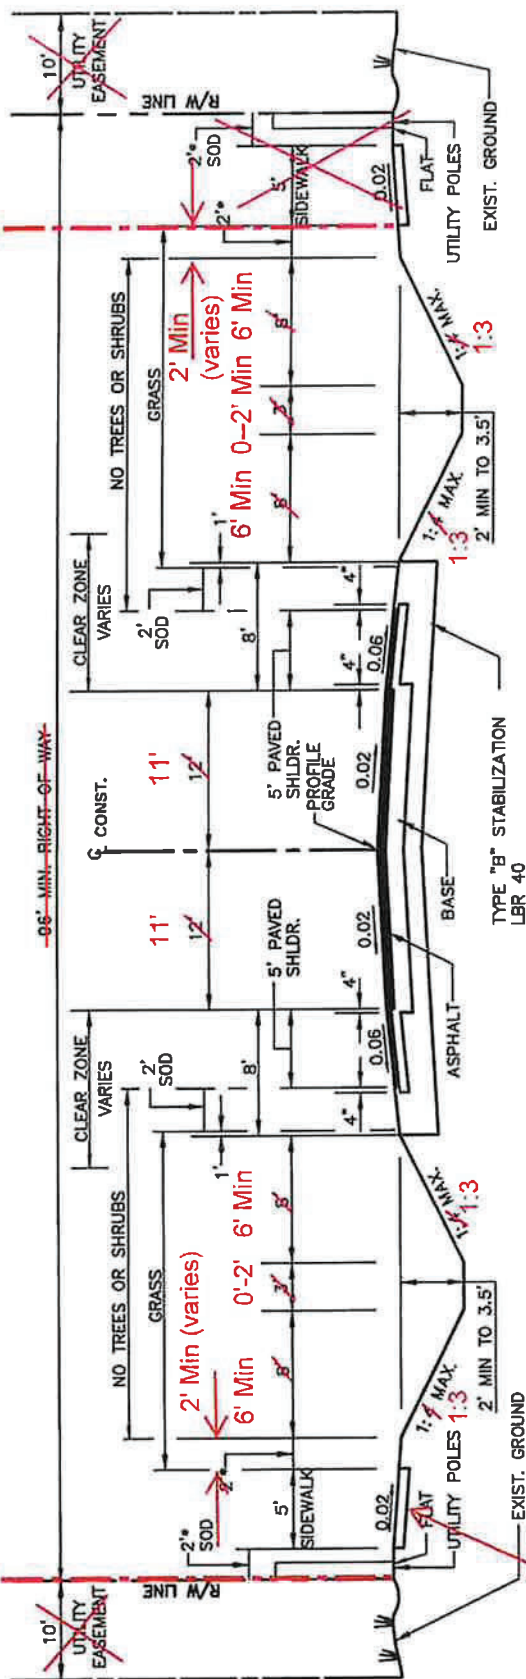 96' MIN. RIGHT OF WAY
10'
UTILITY
EASEMENT
R/W LINE
2'*
SOD
5'
SIDEWALK
2'*
NO TREES OR SHRUBS
GRASS
2' Min (varies)
6' Min
0'-2'
6' Min
8'
3'
8'
CLEAR ZONE
VARIES
2'
SOD
1'
8'
5' PAVED
SHLDR.
4"
4"
11'
12'
℄ CONST.
11'
12'
5' PAVED
SHLDR.
PROFILE
GRADE
CLEAR ZONE
VARIES
2'
SOD
1'
8'
4"
4"
NO TREES OR SHRUBS
GRASS
2' Min
(varies)
6' Min
0-2' Min
6' Min
8'
3'
8'
2'*
5'
SIDEWALK
2'*
SOD
R/W LINE
10'
UTILITY
EASEMENT
0.02
FLAT
UTILITY POLES
EXIST. GROUND
1:4 MAX.
1:3
2' MIN TO 3.5'
1:4 MAX.
1:3
0.06
0.02
ASPHALT
BASE
0.02
0.06
TYPE "B" STABILIZATION
LBR 40
1:4 MAX.
1:3
2' MIN TO 3.5'
1:4 MAX.
1:3
0.02
FLAT
UTILITY POLES
EXIST. GROUND